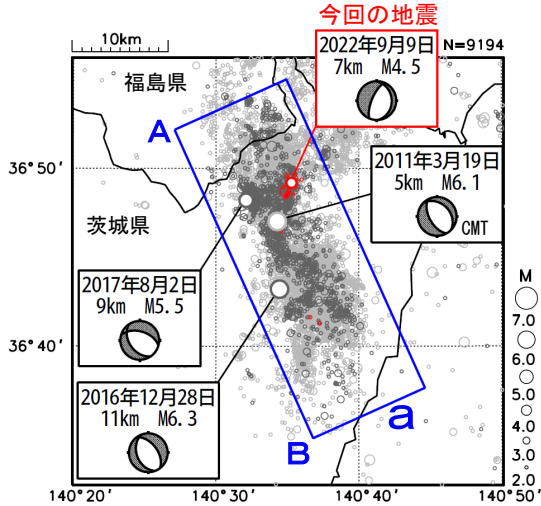 今回の地震
10km
2022年9月9日
7km M4.5
N=9194
福島県
A
36°50'
2011年3月19日
5km M6.1
CMT
茨城県
2017年8月2日
9km M5.5
M
7.0
6.0
5.0
4.0
3.0
2.0
36°40'
2016年12月28日
11km M6.3
a
B
140°20'
140°30'
140°40'
140°50'